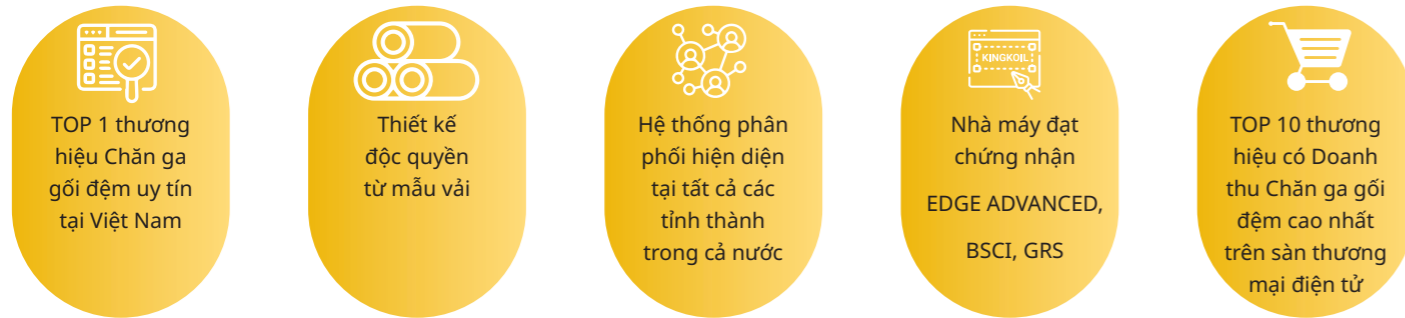 TOP 1 thương
hiệu Chăn ga
gối đệm uy tín
tại Việt Nam
Thiết kế
độc quyền
từ mẫu vải
Hệ thống phân
phối hiện diện
tại tất cả các
tỉnh thành
trong cả nước
KINGKOIL
Nhà máy đạt
chứng nhận
EDGE ADVANCED,
BSCI, GRS
TOP 10 thương
hiệu có Doanh
thu Chăn ga gối
đệm cao nhất
trên sàn thương
mại điện tử